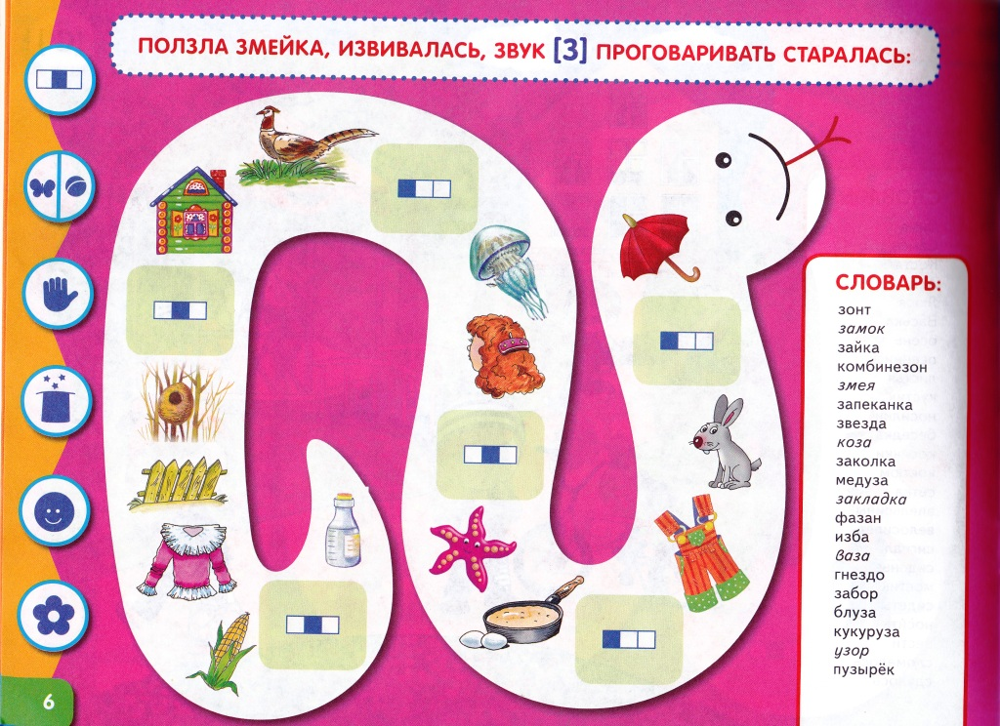 ПОЛЗЛА ЗМЕЙКА, ИЗВИВАЛАСЬ, ЗВУК [З] ПРОГОВАРИВАТЬ СТАРАЛАСЬ:
СЛОВАРЬ:
зонт
замок
зайка
комбинезон
змея
запеканка
звезда
коза
заколка
медуза
закладка
фазан
изба
ваза
гнездо
забор
блуза
кукуруза
узор
пузырёк
6